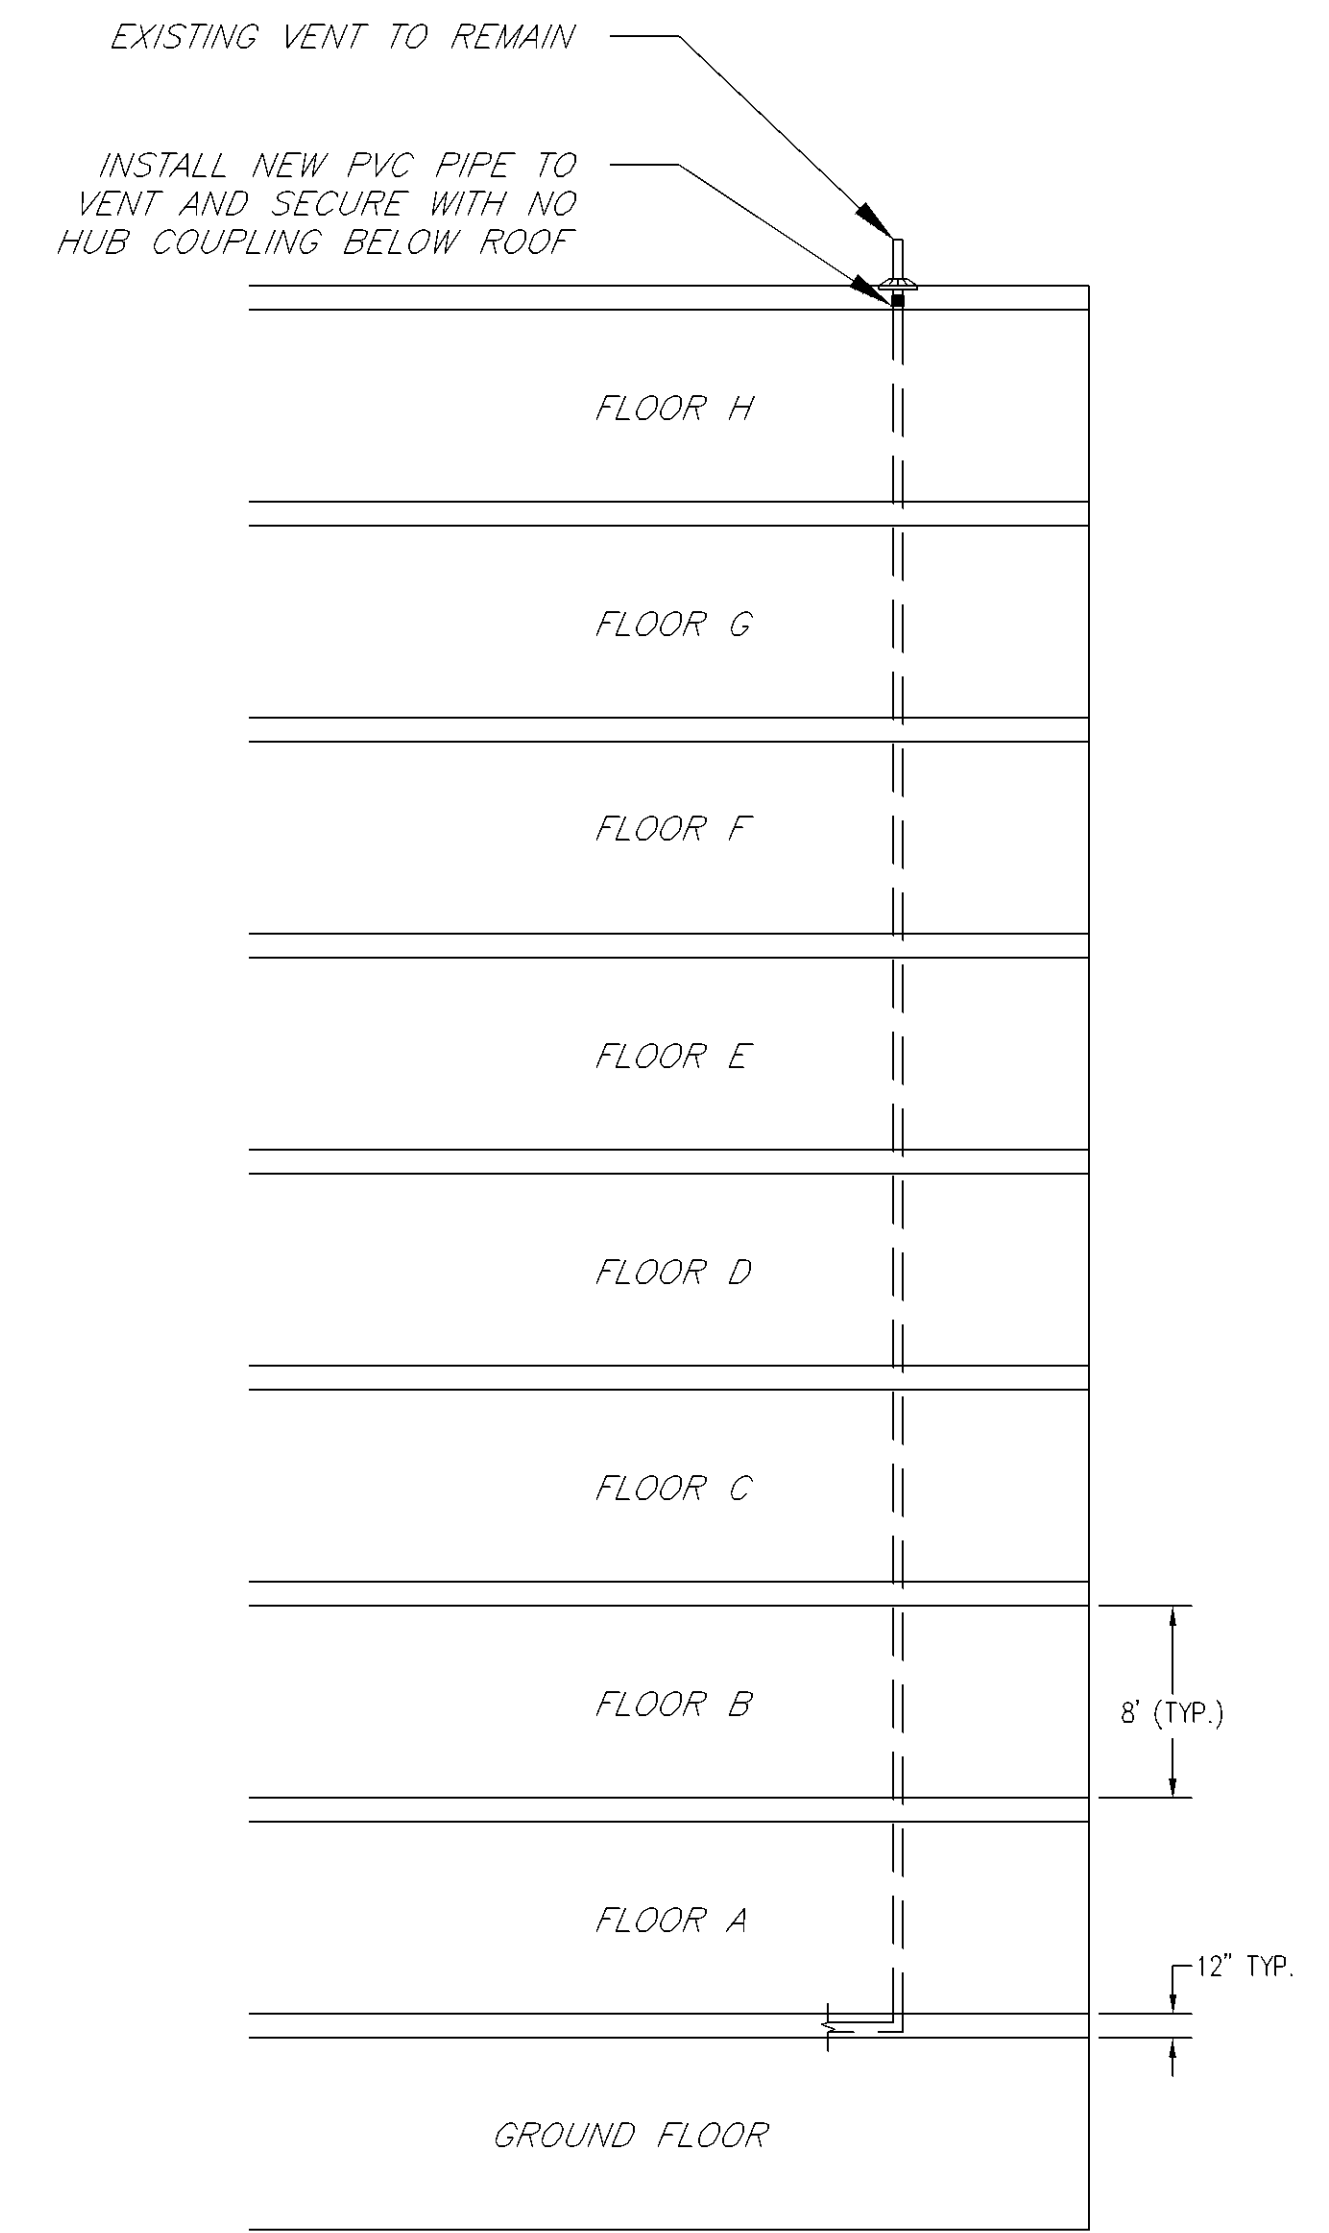 EXISTING VENT TO REMAIN
INSTALL NEW PVC PIPE TO
VENT AND SECURE WITH NO
HUB COUPLING BELOW ROOF
FLOOR H
FLOOR G
FLOOR F
FLOOR E
FLOOR D
FLOOR C
FLOOR B
8' (TYP.)
FLOOR A
12" TYP.
GROUND FLOOR